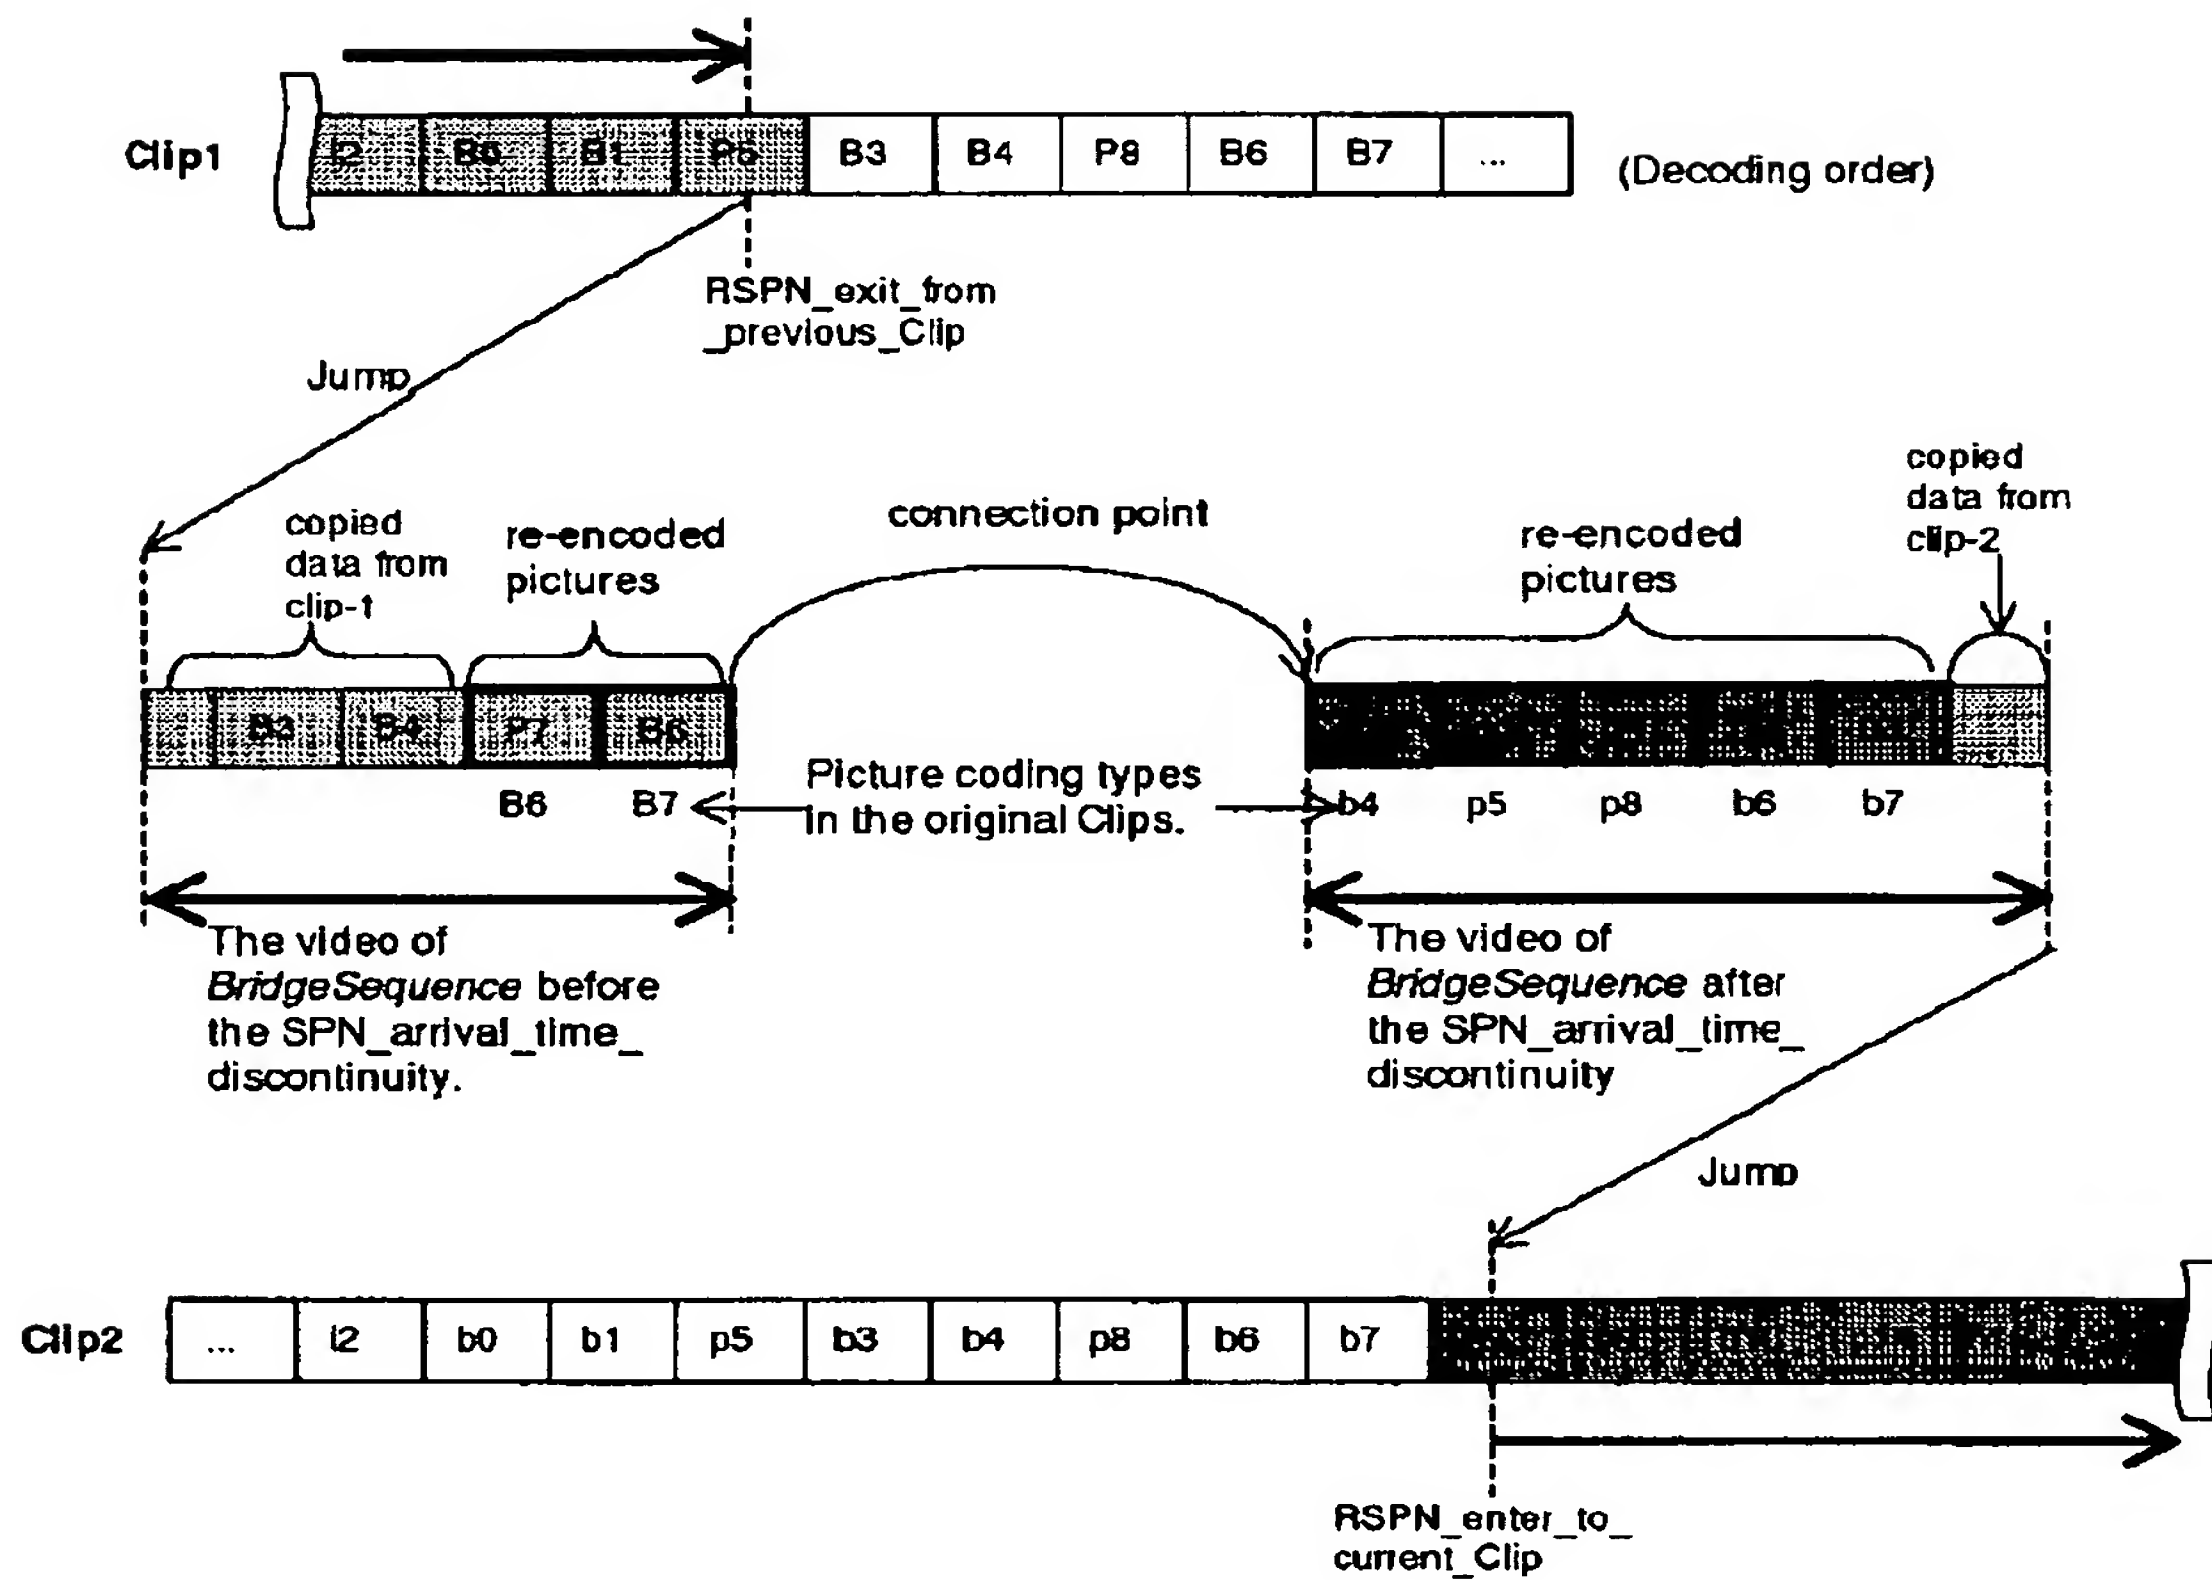 Clip1
I2 B0 B1 P5 B3 B4 P8 B6 B7 ...
(Decoding order)
RSPN_exit_from
_previous_Clip
Jump
copied
data from
clip-1
re-encoded
pictures
connection point
re-encoded
pictures
copied
data from
clip-2
B3 B4 P7 B6
B6 B7
Picture coding types
in the original Clips.
b4 p5 p8 b6 b7
The video of
BridgeSequence before
the SPN_arrival_time_
discontinuity.
The video of
BridgeSequence after
the SPN_arrival_time_
discontinuity
Jump
Clip2
... i2 b0 b1 p5 b3 b4 p8 b6 b7
RSPN_enter_to_
current_Clip